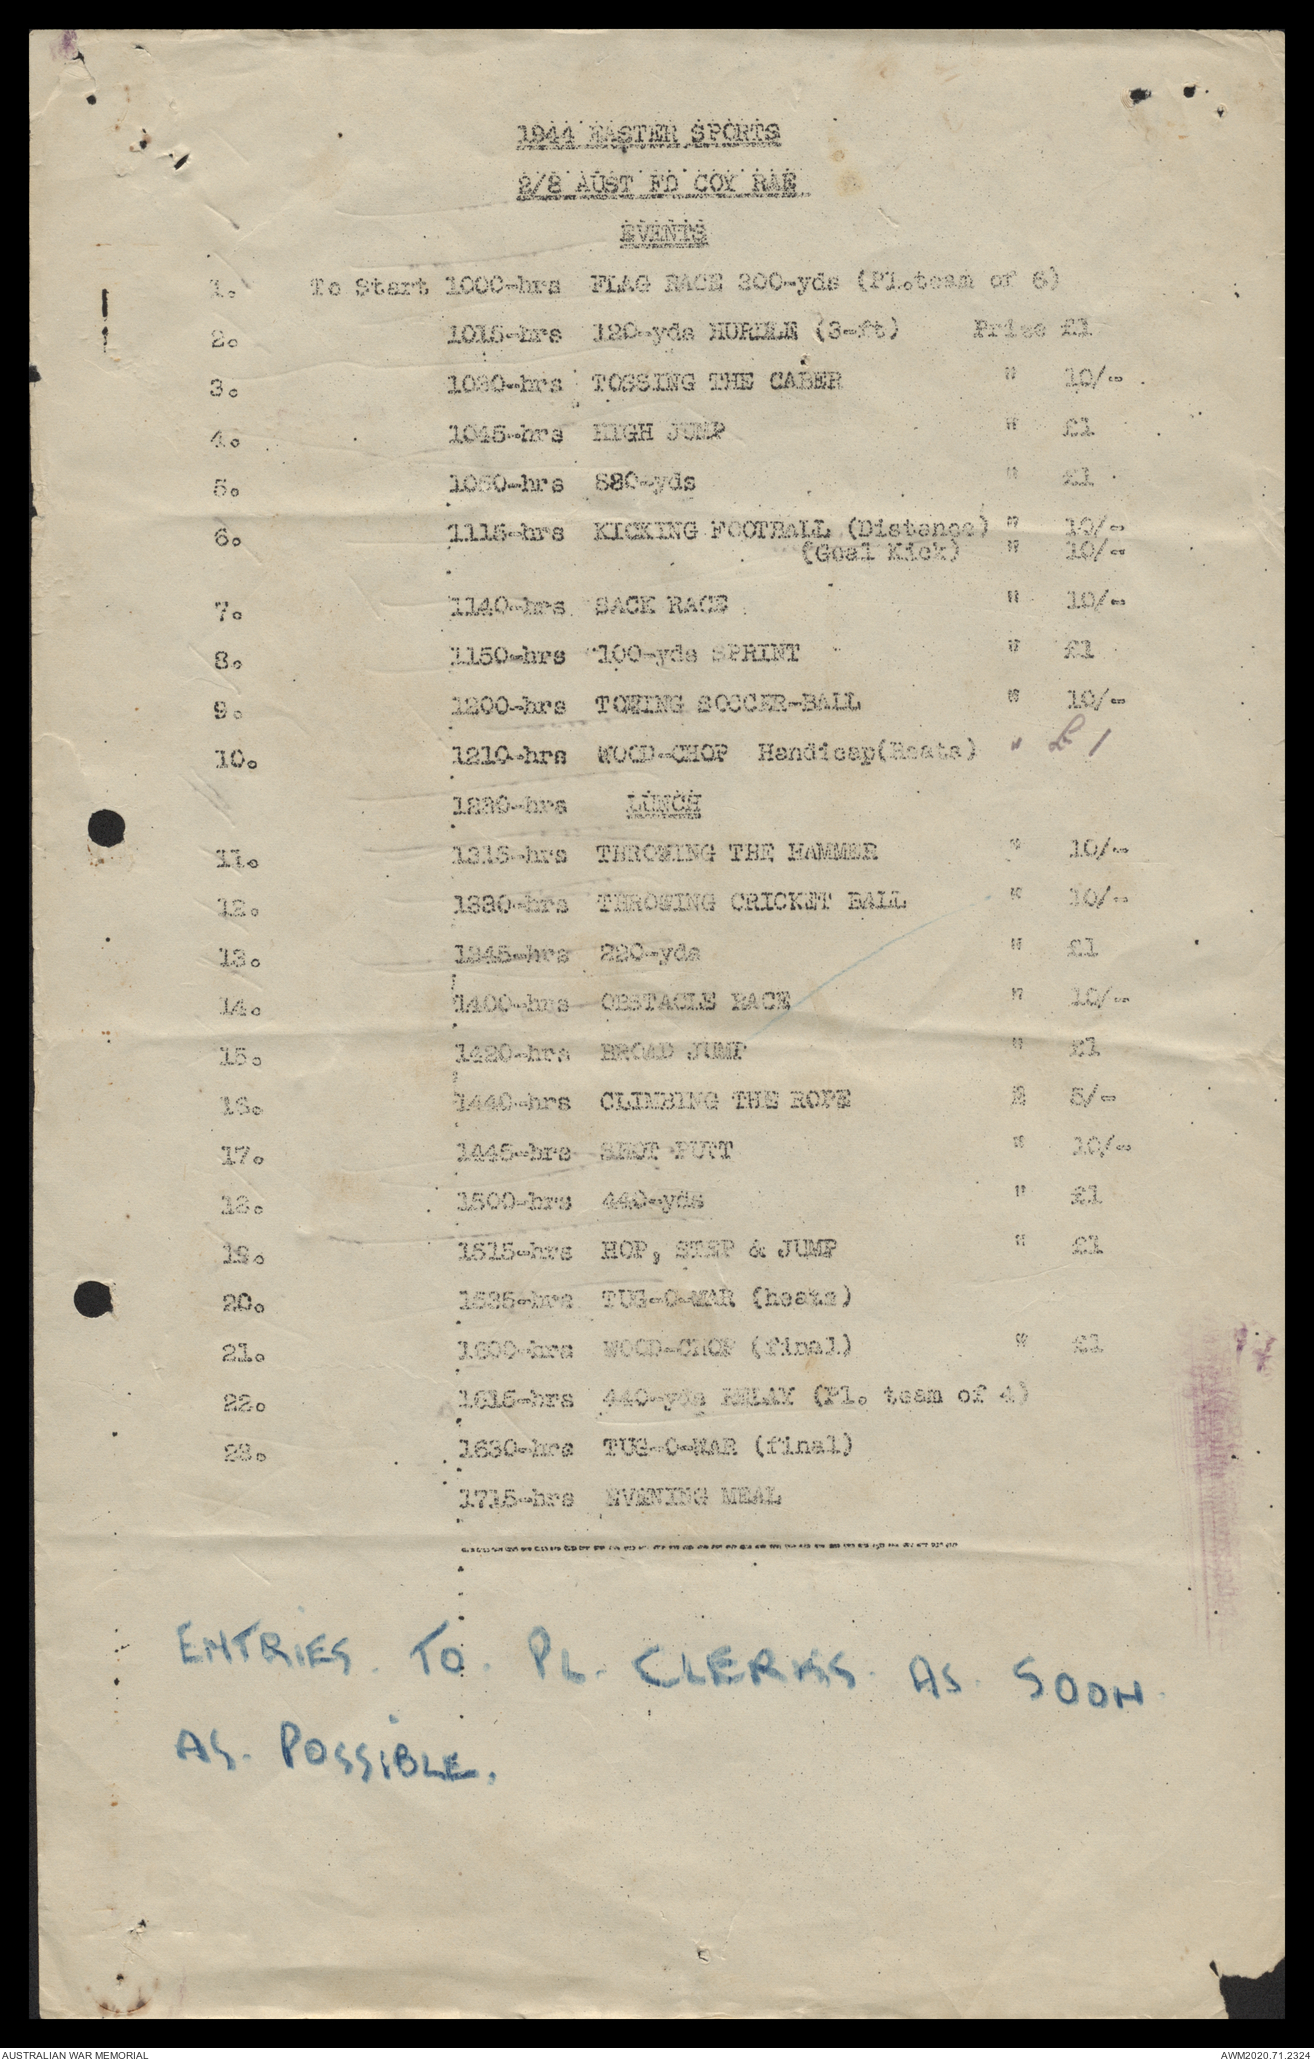 1944 EASTER SPORTS
2/8 AUST FD COY RAE
EVENTS
1. To Start 1000-hrs FLAG RACE 300-yds (Pl.team of 6)
2. 1015-hrs 120-yds HURDLE (3-ft) Prize £1
3. 1030-hrs TOSSING THE CABER " 10/-
4. 1045-hrs HIGH JUMP " £1
5. 1050-hrs 880-yds " £1
6. 1115-hrs KICKING FOOTBALL (Distance) " 10/-
(Goal Kick) " 10/-
7. 1140-hrs SACK RACE " 10/-
8. 1150-hrs 100-yds SPRINT " £1
9. 1200-hrs SOCCER-BALL " 10/-
10. 1210-hrs WOOD-CHOP Handicap(Heats) " £1
1230-hrs LUNCH
11. 1315-hrs THROWING THE HAMMER " 10/-
12. 1330-hrs THROWING CRICKET BALL " 10/-
13. 1345-hrs 220-yds " £1
14. 1400-hrs OBSTACLE RACE " 10/-
15. 1420-hrs BROAD JUMP " £1
16. 1440-hrs CLIMBING THE ROPE " 5/-
17. 1445-hrs SHOT PUTT " 10/-
18. 1500-hrs 440-yds " £1
19. 1515-hrs HOP, STEP & JUMP " £1
20. 1535-hrs TUG-O-WAR (heats)
21. 1600-hrs WOOD-CHOP (final) " £1
22. 1615-hrs 440-yds RELAY (Pl. team of 4)
23. 1630-hrs TUG-O-WAR (final)
1715-hrs EVENING MEAL
ENTRIES. TO. PL. CLERKS. AS. SOON.
AS. POSSIBLE.
AUSTRALIAN WAR MEMORIAL AWM2020.71.2324